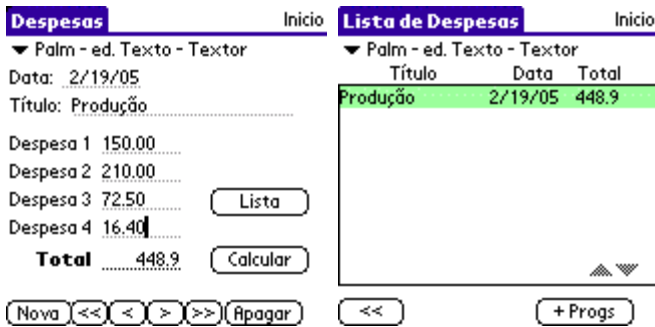 Despesas Inicio
Palm - ed. Texto - Textor
Data: 2/19/05
Título: Produção
Despesa 1 150.00
Despesa 2 210.00
Despesa 3 72.50 Lista
Despesa 4 16.40
Total 448.9 Calcular
Nova << < > >> Apagar
Lista de Despesas Inicio
Palm - ed. Texto - Textor
Título Data Total
Produção 2/19/05 448.9
<< + Progs